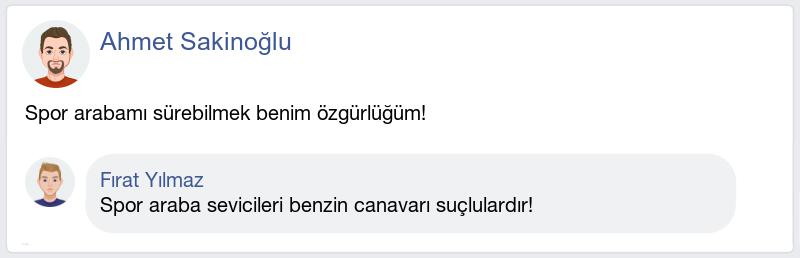 Ahmet Sakinoğlu
Spor arabamı sürebilmek benim özgürlüğüm!
Fırat Yılmaz
Spor araba sevicileri benzin canavarı suçlulardır!